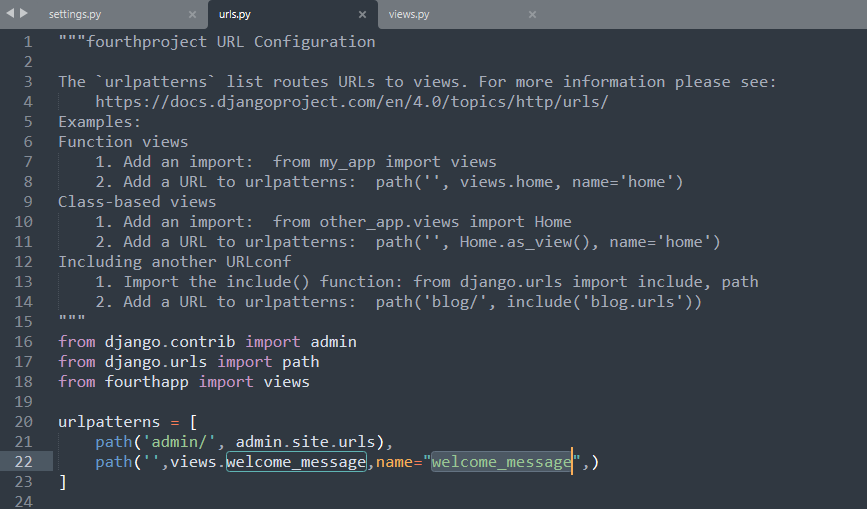 settings.py × urls.py × views.py ×
1 """fourthproject URL Configuration
2
3 The `urlpatterns` list routes URLs to views. For more information please see:
4     https://docs.djangoproject.com/en/4.0/topics/http/urls/
5 Examples:
6 Function views
7     1. Add an import:  from my_app import views
8     2. Add a URL to urlpatterns:  path('', views.home, name='home')
9 Class-based views
10     1. Add an import:  from other_app.views import Home
11     2. Add a URL to urlpatterns:  path('', Home.as_view(), name='home')
12 Including another URLconf
13     1. Import the include() function: from django.urls import include, path
14     2. Add a URL to urlpatterns:  path('blog/', include('blog.urls'))
15 """
16 from django.contrib import admin
17 from django.urls import path
18 from fourthapp import views
19
20 urlpatterns = [
21     path('admin/', admin.site.urls),
22     path('',views.welcome_message,name="welcome_message",)
23 ]
24